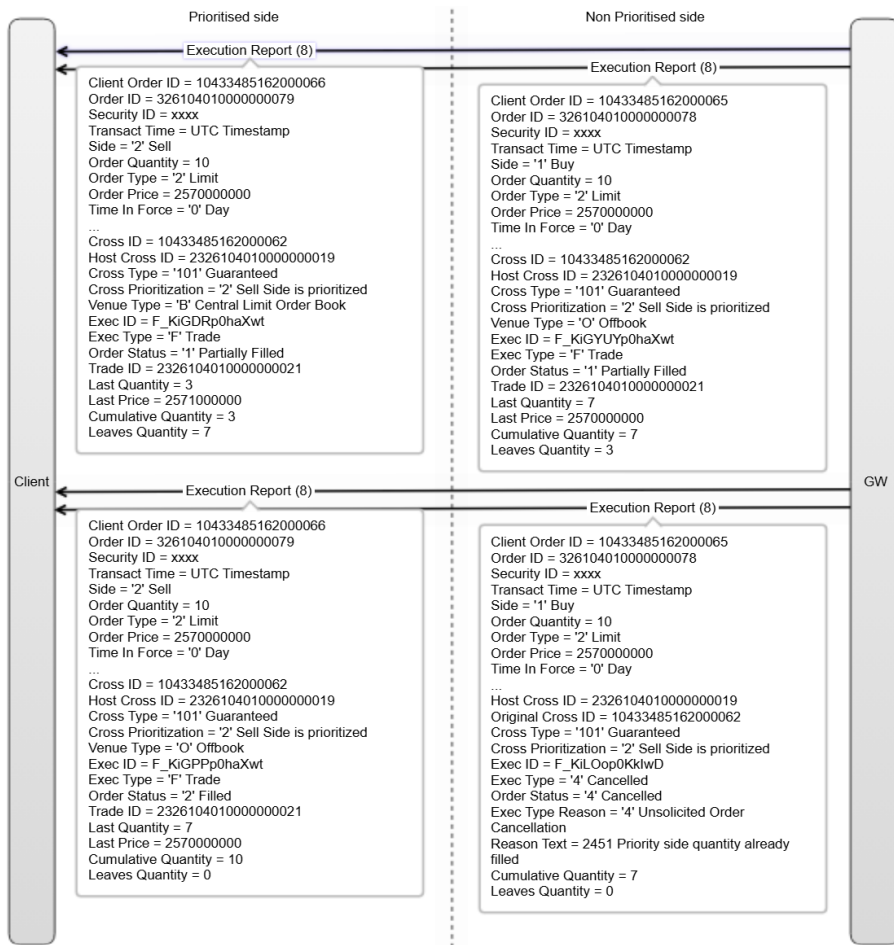 Prioritised side
Non Prioritised side
Execution Report (8)
Execution Report (8)
Client Order ID = 10433485162000066
Order ID = 326104010000000079
Security ID = xxxx
Transact Time = UTC Timestamp
Side = '2' Sell
Order Quantity = 10
Order Type = '2' Limit
Order Price = 2570000000
Time In Force = '0' Day
...
Cross ID = 10433485162000062
Host Cross ID = 2326104010000000019
Cross Type = '101' Guaranteed
Cross Prioritization = '2' Sell Side is prioritized
Venue Type = 'B' Central Limit Order Book
Exec ID = F_KiGDRp0haXwt
Exec Type = 'F' Trade
Order Status = '1' Partially Filled
Trade ID = 2326104010000000021
Last Quantity = 3
Last Price = 2571000000
Cumulative Quantity = 3
Leaves Quantity = 7
Client Order ID = 10433485162000065
Order ID = 326104010000000078
Security ID = xxxx
Transact Time = UTC Timestamp
Side = '1' Buy
Order Quantity = 10
Order Type = '2' Limit
Order Price = 2570000000
Time In Force = '0' Day
...
Cross ID = 10433485162000062
Host Cross ID = 2326104010000000019
Cross Type = '101' Guaranteed
Cross Prioritization = '2' Sell Side is prioritized
Venue Type = 'O' Offbook
Exec ID = F_KiGYUYp0haXwt
Exec Type = 'F' Trade
Order Status = '1' Partially Filled
Trade ID = 2326104010000000021
Last Quantity = 7
Last Price = 2570000000
Cumulative Quantity = 7
Leaves Quantity = 3
Client
GW
Execution Report (8)
Execution Report (8)
Client Order ID = 10433485162000066
Order ID = 326104010000000079
Security ID = xxxx
Transact Time = UTC Timestamp
Side = '2' Sell
Order Quantity = 10
Order Type = '2' Limit
Order Price = 2570000000
Time In Force = '0' Day
...
Cross ID = 10433485162000062
Host Cross ID = 2326104010000000019
Cross Type = '101' Guaranteed
Cross Prioritization = '2' Sell Side is prioritized
Venue Type = 'O' Offbook
Exec ID = F_KiGPPp0haXwt
Exec Type = 'F' Trade
Order Status = '2' Filled
Trade ID = 2326104010000000021
Last Quantity = 7
Last Price = 2570000000
Cumulative Quantity = 10
Leaves Quantity = 0
Client Order ID = 10433485162000065
Order ID = 326104010000000078
Security ID = xxxx
Transact Time = UTC Timestamp
Side = '1' Buy
Order Quantity = 10
Order Type = '2' Limit
Order Price = 2570000000
Time In Force = '0' Day
...
Host Cross ID = 2326104010000000019
Original Cross ID = 10433485162000062
Cross Type = '101' Guaranteed
Cross Prioritization = '2' Sell Side is prioritized
Exec ID = F_KiLOop0KkIwD
Exec Type = '4' Cancelled
Order Status = '4' Cancelled
Exec Type Reason = '4' Unsolicited Order
Cancellation
Reason Text = 2451 Priority side quantity already
filled
Cumulative Quantity = 7
Leaves Quantity = 0